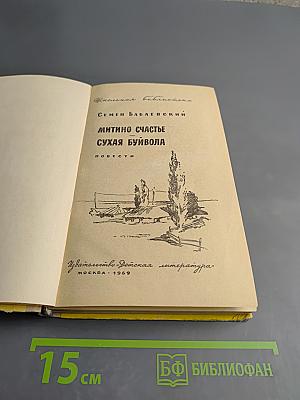 Школьная библиотека
Семен Бабаевский
МИТИНО СЧАСТЬЕ
СУХАЯ БУЙВОЛА
ПОВЕСТИ
Издательство «Детская литература»
МОСКВА · 1969
15 см
БФ БИБЛИОФАН